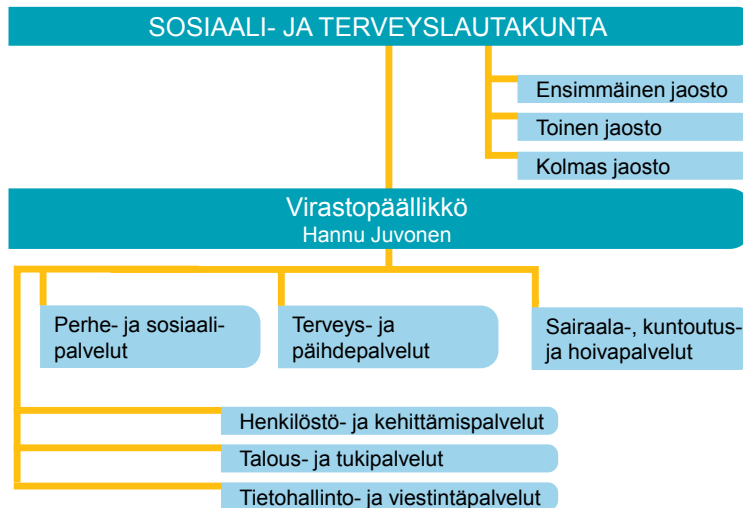 SOSIAALI- JA TERVEYSLAUTAKUNTA
Ensimmäinen jaosto
Toinen jaosto
Kolmas jaosto
Virastopäällikkö
Hannu Juvonen
Perhe- ja sosiaali-
palvelut
Terveys- ja
päihdepalvelut
Sairaala-, kuntoutus-
ja hoivapalvelut
Henkilöstö- ja kehittämispalvelut
Talous- ja tukipalvelut
Tietohallinto- ja viestintäpalvelut